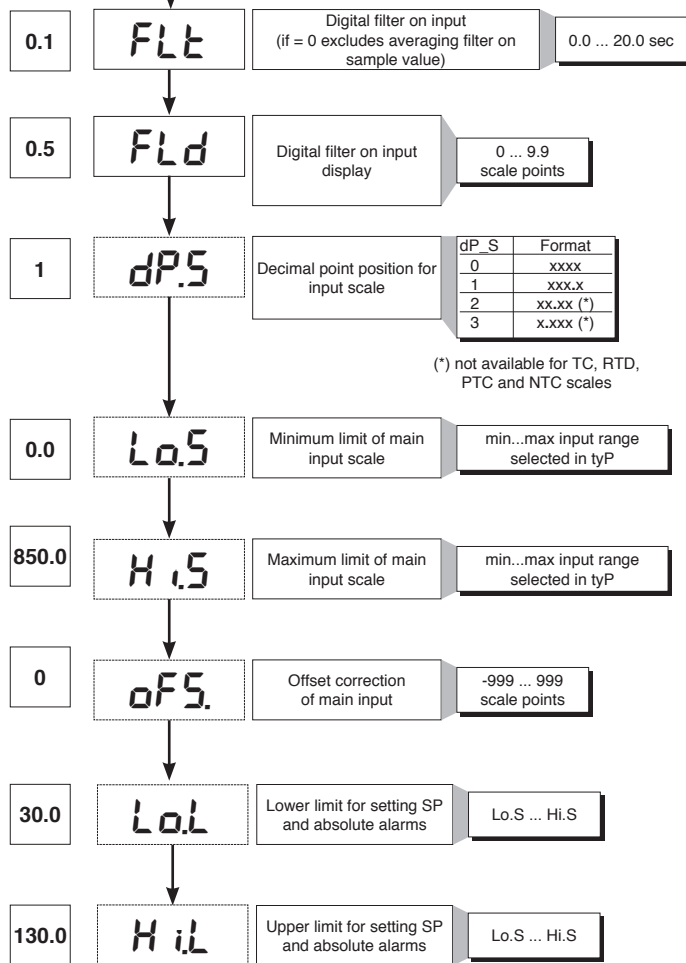 0.1
FLt
Digital filter on input
(if = 0 excludes averaging filter on
sample value)
0.0 ... 20.0 sec
0.5
FLd
Digital filter on input
display
0 ... 9.9
scale points
1
dP.S
Decimal point position for
input scale
dP_S Format
0 xxxx
1 xxx.x
2 xx.xx (*)
3 x.xxx (*)
(*) not available for TC, RTD,
PTC and NTC scales
0.0
Lo.S
Minimum limit of main
input scale
min...max input range
selected in tyP
850.0
Hi.S
Maximum limit of main
input scale
min...max input range
selected in tyP
0
oFS.
Offset correction
of main input
-999 ... 999
scale points
30.0
Lo.L
Lower limit for setting SP
and absolute alarms
Lo.S ... Hi.S
130.0
Hi.L
Upper limit for setting SP
and absolute alarms
Lo.S ... Hi.S